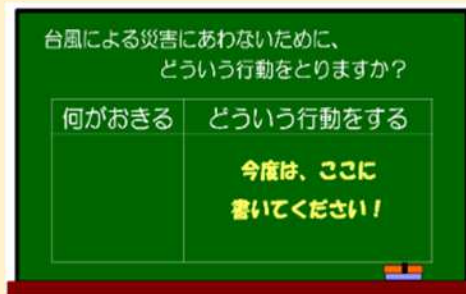 台風による災害にあわないために、
どういう行動をとりますか？
何がおきる
どういう行動をする
今度は、ここに
書いてください！